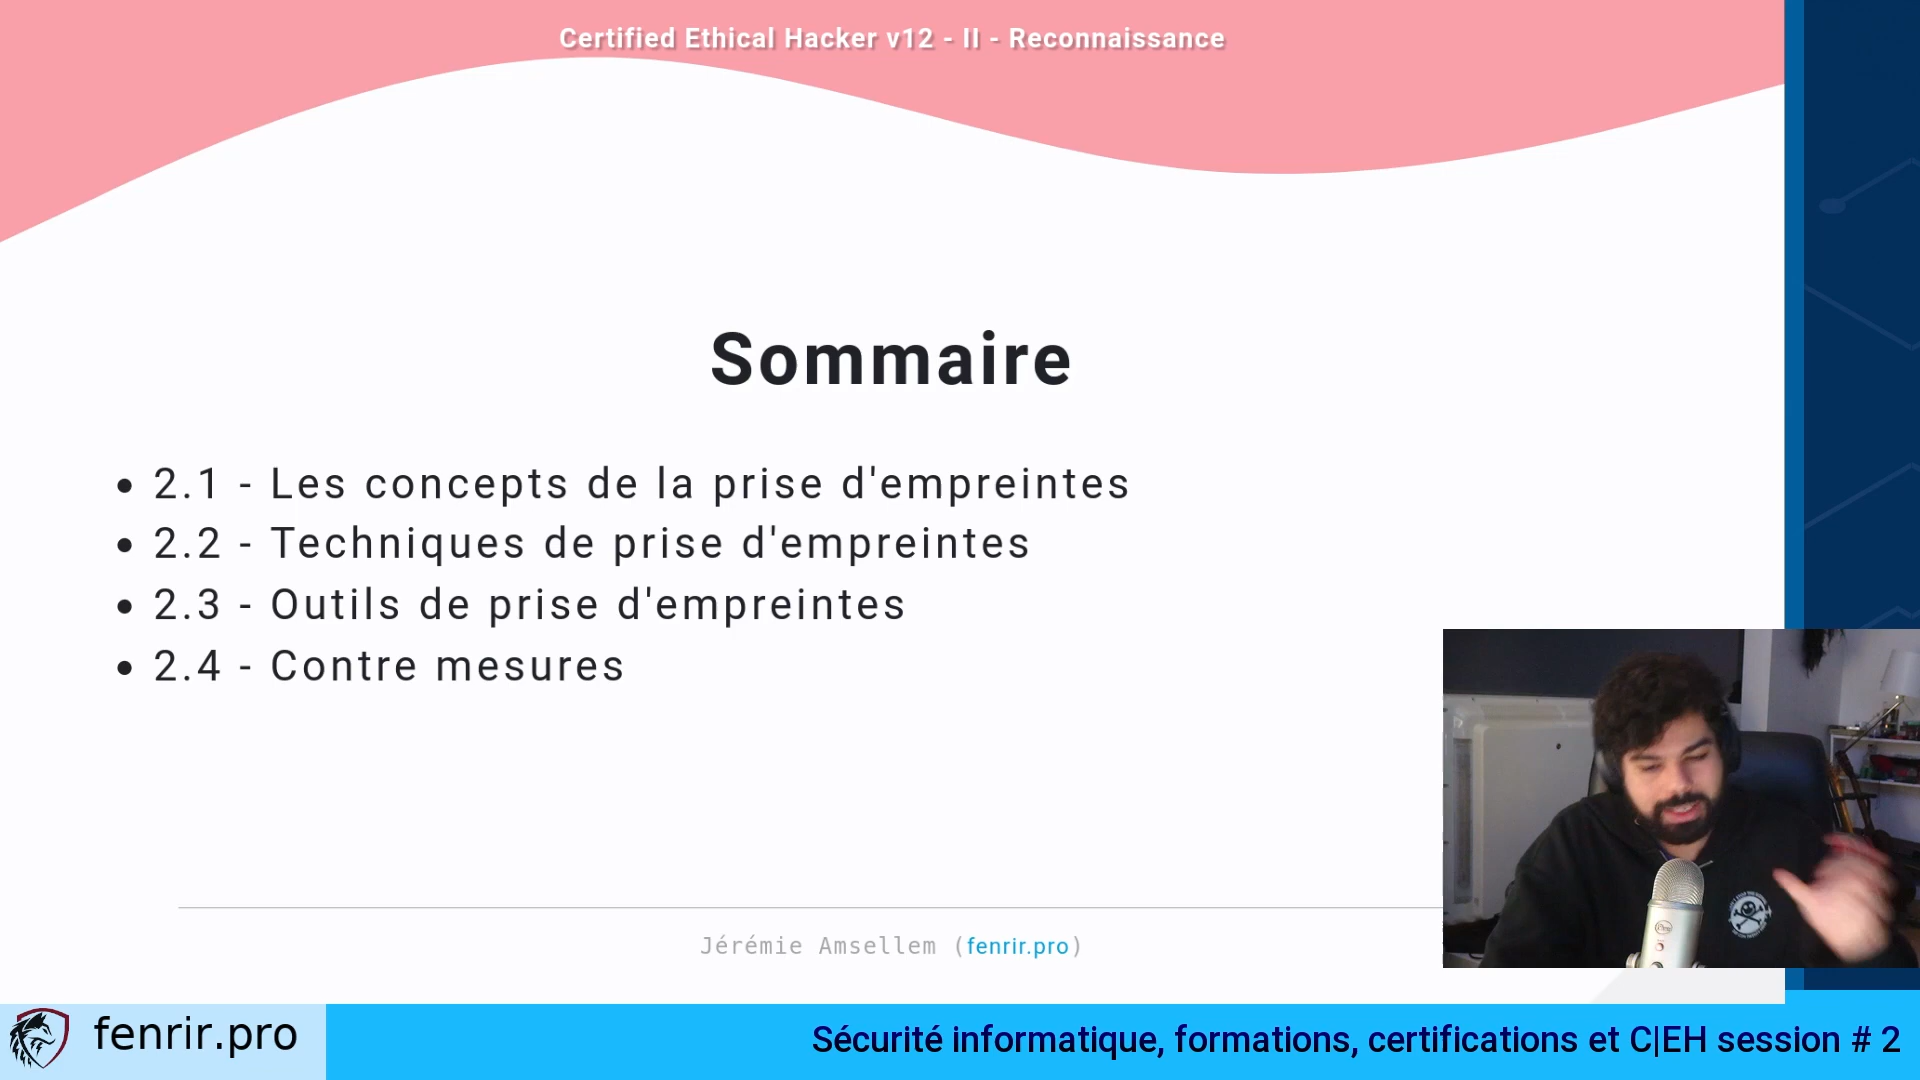 Certified Ethical Hacker v12 - II - Reconnaissance
Sommaire
2.1 - Les concepts de la prise d'empreintes
2.2 - Techniques de prise d'empreintes
2.3 - Outils de prise d'empreintes
2.4 - Contre mesures
Jérémie Amsellem (fenrir.pro)
fenrir.pro
Sécurité informatique, formations, certifications et C|EH session # 2